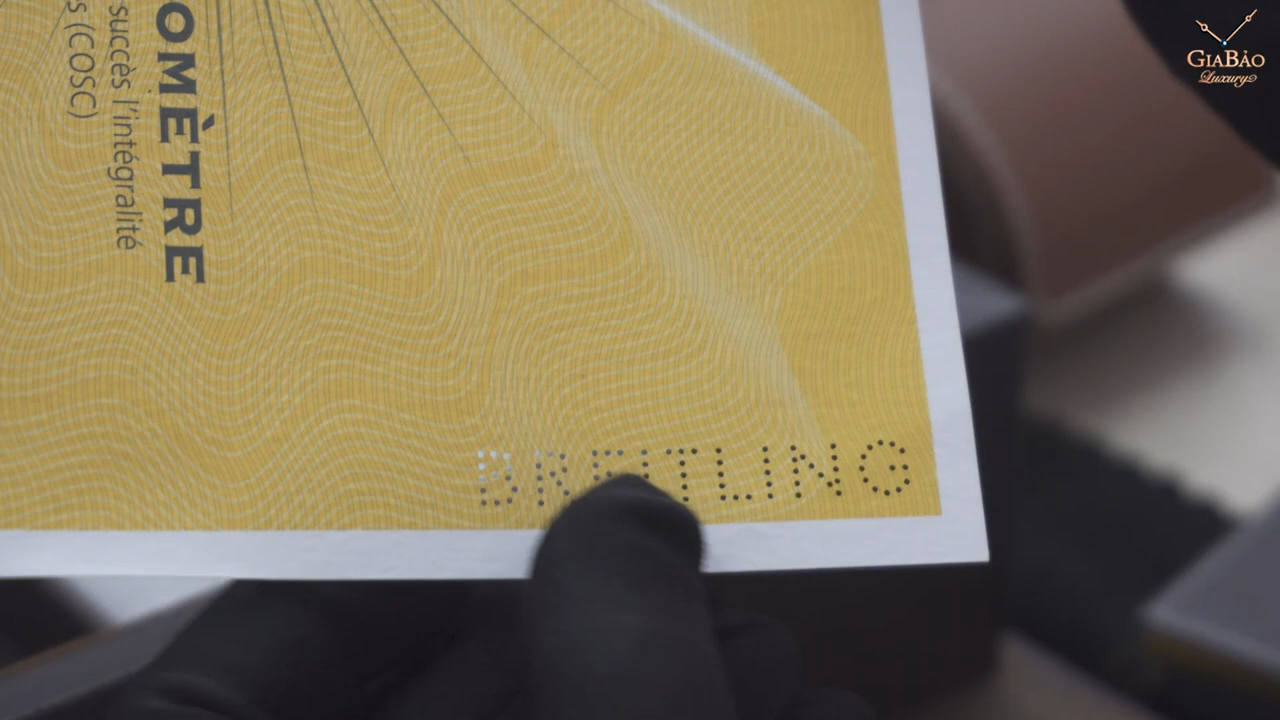 OMÈTRE
succès l'intégralité
s (COSC)
BREITLING
GIABẢO
Luxury